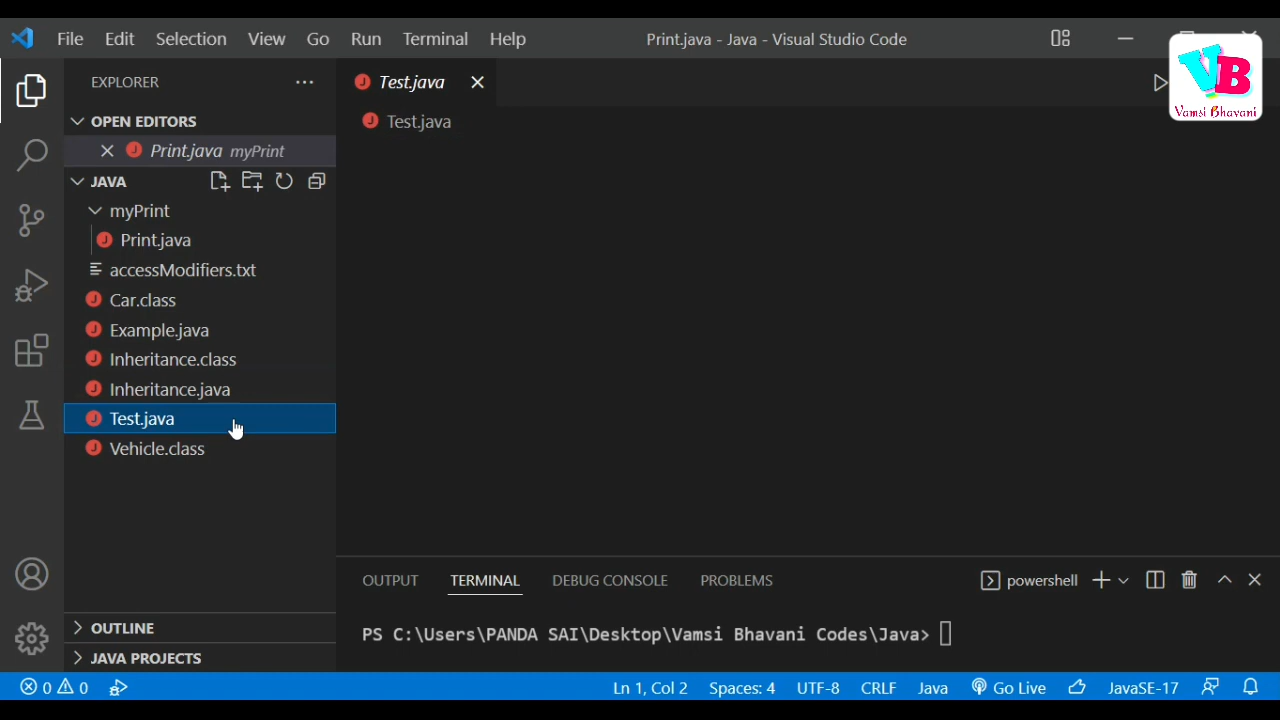 File Edit Selection View Go Run Terminal Help
Print.java - Java - Visual Studio Code
VB
Vamsi Bhavani
EXPLORER
OPEN EDITORS
Print.java myPrint
JAVA
myPrint
Print.java
accessModifiers.txt
Car.class
Example.java
Inheritance.class
Inheritance.java
Test.java
Vehicle.class
OUTLINE
JAVA PROJECTS
Test.java
Test.java
OUTPUT TERMINAL DEBUG CONSOLE PROBLEMS
powershell
PS C:\Users\PANDA SAI\Desktop\Vamsi Bhavani Codes\Java>
0 0 Ln 1, Col 2 Spaces: 4 UTF-8 CRLF Java Go Live JavaSE-17